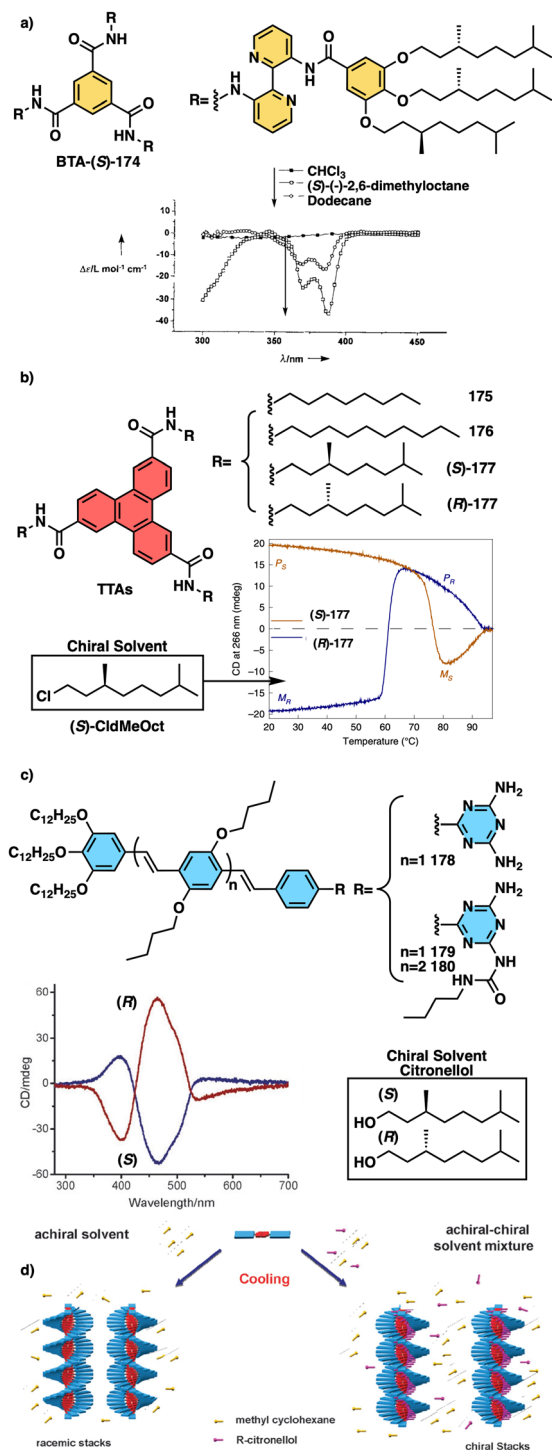 a)
R
NH
O
O
HN
R
O
HN
R
BTA-(S)-174
R=
HN
N
N
NH
O
O
O
O
CHCl3
(S)-(-)-2,6-dimethyloctane
Dodecane
10
0
-10
-20
-30
-40
Δε/L mol-1 cm-1
300
350
400
450
λ/nm
b)
H
N
R
O
H
N
R
O
O
N
H
R
TTAs
R=
175
176
(S)-177
(R)-177
Chiral Solvent
Cl
(S)-CldMeOct
CD at 266 nm (mdeg)
20
15
10
5
0
-5
-10
-15
-20
PS
PR
(S)-177
(R)-177
MR
MS
20
30
40
50
60
70
80
90
Temperature (°C)
c)
C12H25O
C12H25O
C12H25O
O
O
n
R
R=
NH2
N
N
N
NH2
n=1 178
NH2
N
N
N
NH
n=1 179
n=2 180
HN
O
CD/mdeg
60
30
0
-30
-60
(R)
(S)
300
400
500
600
700
Wavelength/nm
Chiral Solvent
Citronellol
(S)
HO
(R)
HO
achiral solvent
achiral-chiral
solvent mixture
Cooling
d)
racemic stacks
methyl cyclohexane
R-citronellol
chiral Stacks